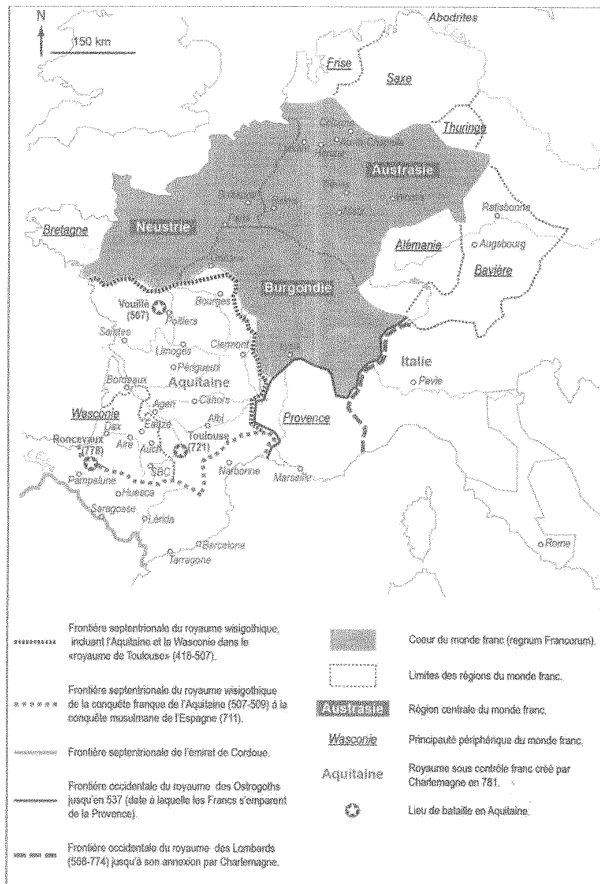 N
150 km
Abodrites
Frise
Saxe
Thuringe
Austrasie
Neustrie
Bretagne
Ratisbonne
Augsbourg
Alémanie
Bavière
Burgondie
Vouillé
(507)
Poitiers
Bourges
Saintes
Limoges
Clermont
Périgueux
Aquitaine
Bordeaux
Cahors
Agen
Albi
Wasconie
Dax
Eauze
Aire
Auch
Toulouse
(721)
Roncevaux
(778)
SBC
Pampelune
Huesca
Narbonne
Marseille
Provence
Italie
Pavie
Saragosse
Lérida
Barcelone
Tarragone
Rome
Frontière septentrionale du royaume wisigothique,
incluant l'Aquitaine et la Wasconie dans le
«royaume de Toulouse» (418-507).
Frontière septentrionale du royaume wisigothique
de la conquête franque de l'Aquitaine (507-509) à la
conquête musulmane de l'Espagne (711).
Frontière septentrionale de l'émirat de Cordoue.
Frontière occidentale du royaume des Ostrogoths
jusqu'en 537 (date à laquelle les Francs s'emparent
de la Provence).
Frontière occidentale du royaume des Lombards
(568-774) jusqu'à son annexion par Charlemagne.
Coeur du monde franc (regnum Francorum).
Limites des régions du monde franc.
Austrasie
Région centrale du monde franc.
Wasconie
Principauté périphérique du monde franc.
Aquitaine
Royaume sous contrôle franc créé par
Charlemagne en 781.
Lieu de bataille en Aquitaine.